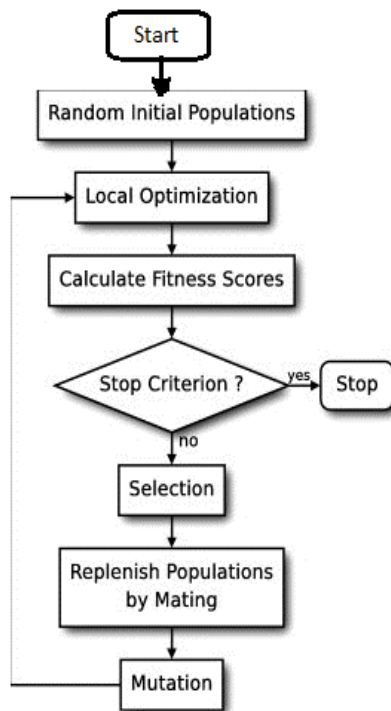 Start
Random Initial Populations
Local Optimization
Calculate Fitness Scores
Stop Criterion ?
yes
Stop
no
Selection
Replenish Populations
by Mating
Mutation